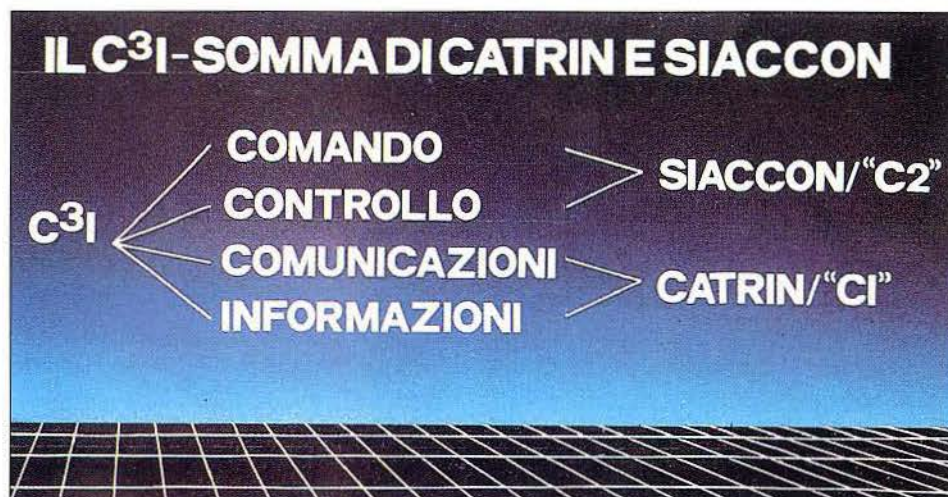 IL C³I-SOMMA DI CATRIN E SIACCON
COMANDO
CONTROLLO
COMUNICAZIONI
INFORMAZIONI
C³I
SIACCON/“C2”
CATRIN/“CI”